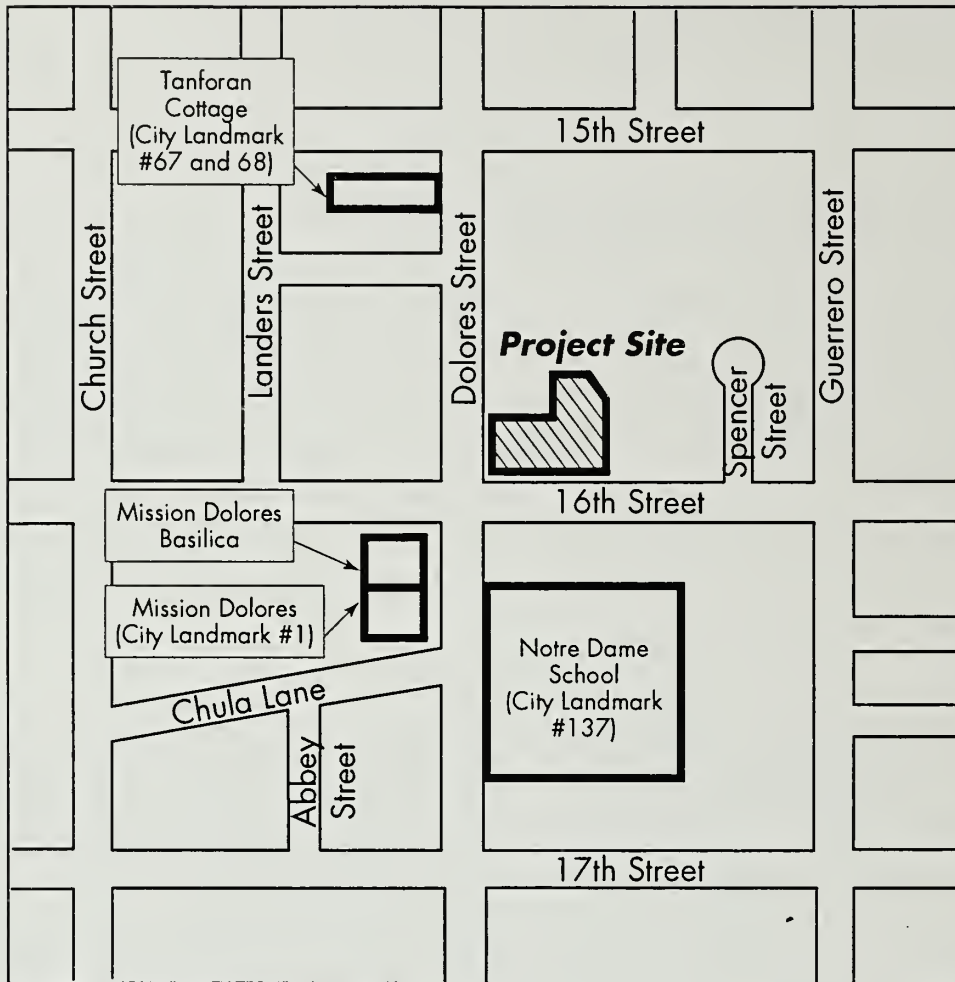 Tanforan
Cottage
(City Landmark
#67 and 68)
15th Street
Church Street
Landers Street
Dolores Street
Guerrero Street
Project Site
Spencer
Street
16th Street
Mission Dolores
Basilica
Mission Dolores
(City Landmark #1)
Notre Dame
School
(City Landmark
#137)
Chula Lane
Abbey
Street
17th Street